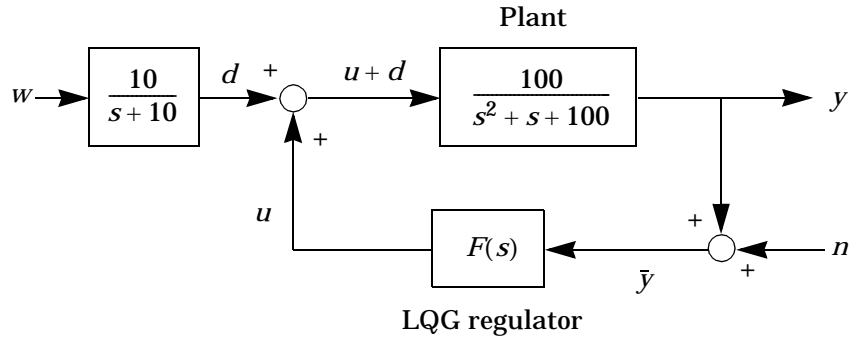 Plant
w
10
s + 10
d
+
u + d
100
s² + s + 100
y
+
u
F(s)
ȳ
+
+
n
LQG regulator